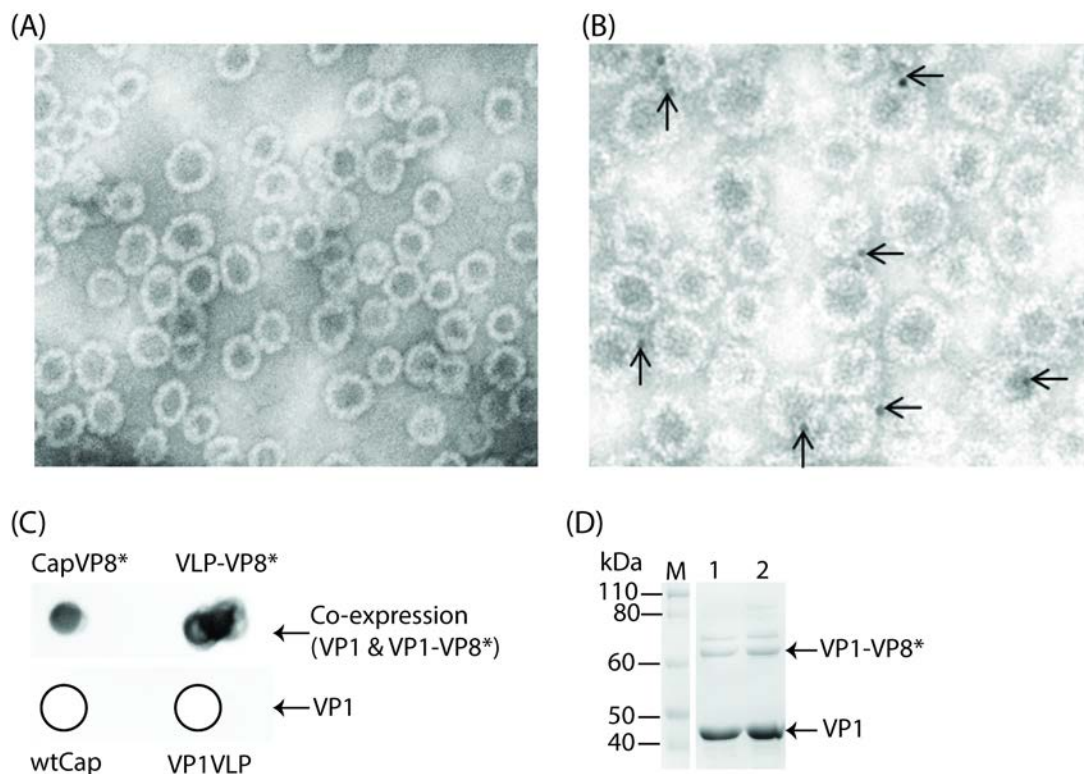 (A)
(B)
(C)
CapVP8* VLP-VP8*
Co-expression
(VP1 & VP1-VP8*)
VP1
wtCap VP1VLP
(D)
kDa M 1 2
110
80
VP1-VP8*
60
50
VP1
40